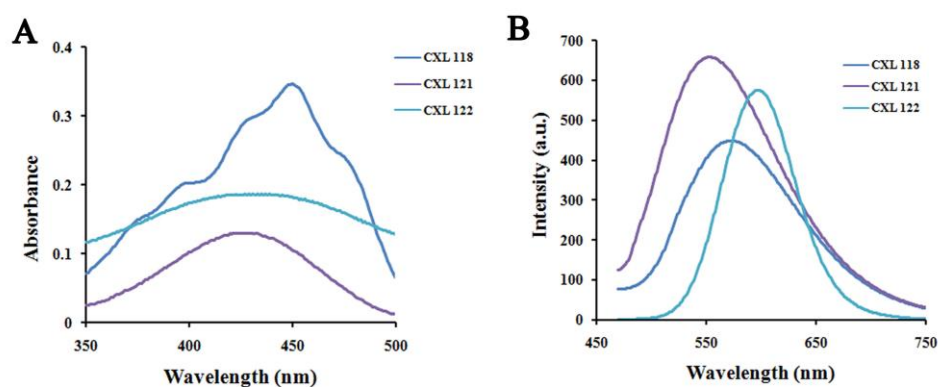 A
0.4
0.3
0.2
0.1
0
350
400
450
500
Absorbance
Wavelength (nm)
CXL 118
CXL 121
CXL 122
B
700
600
500
400
300
200
100
0
450
550
650
750
Intensity (a.u.)
Wavelength (nm)
CXL 118
CXL 121
CXL 122